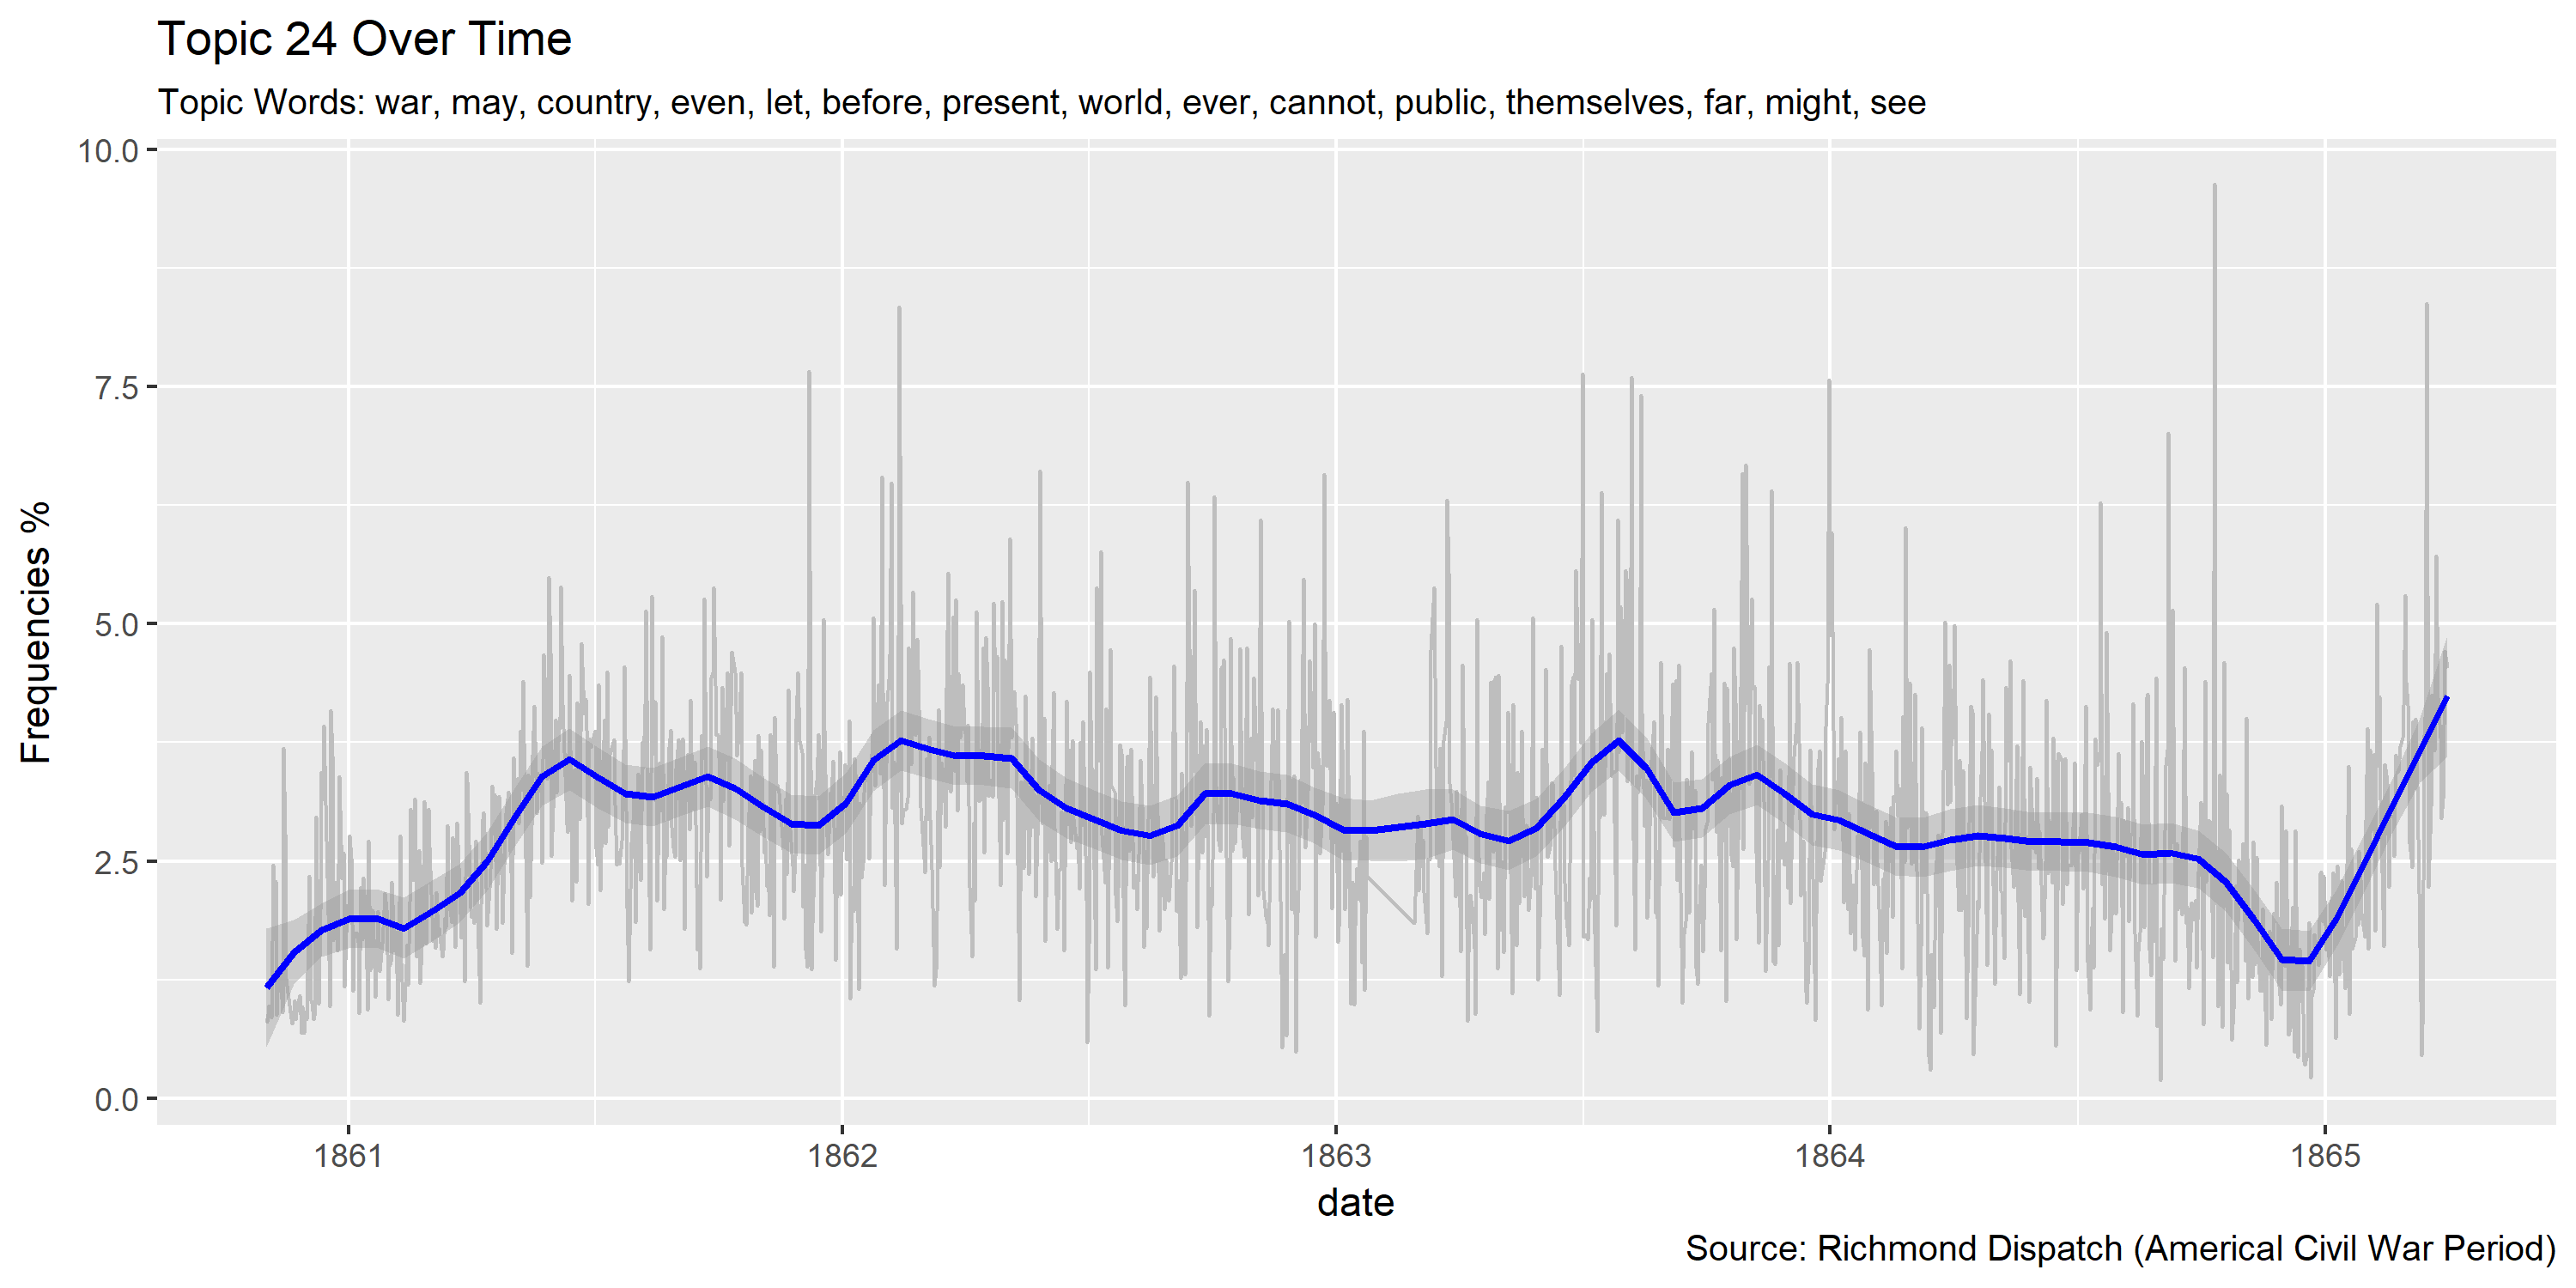 Topic 24 Over Time
Topic Words: war, may, country, even, let, before, present, world, ever, cannot, public, themselves, far, might, see
10.0
7.5
5.0
2.5
0.0
Frequencies %
1861 1862 1863 1864 1865
date
Source: Richmond Dispatch (Americal Civil War Period)